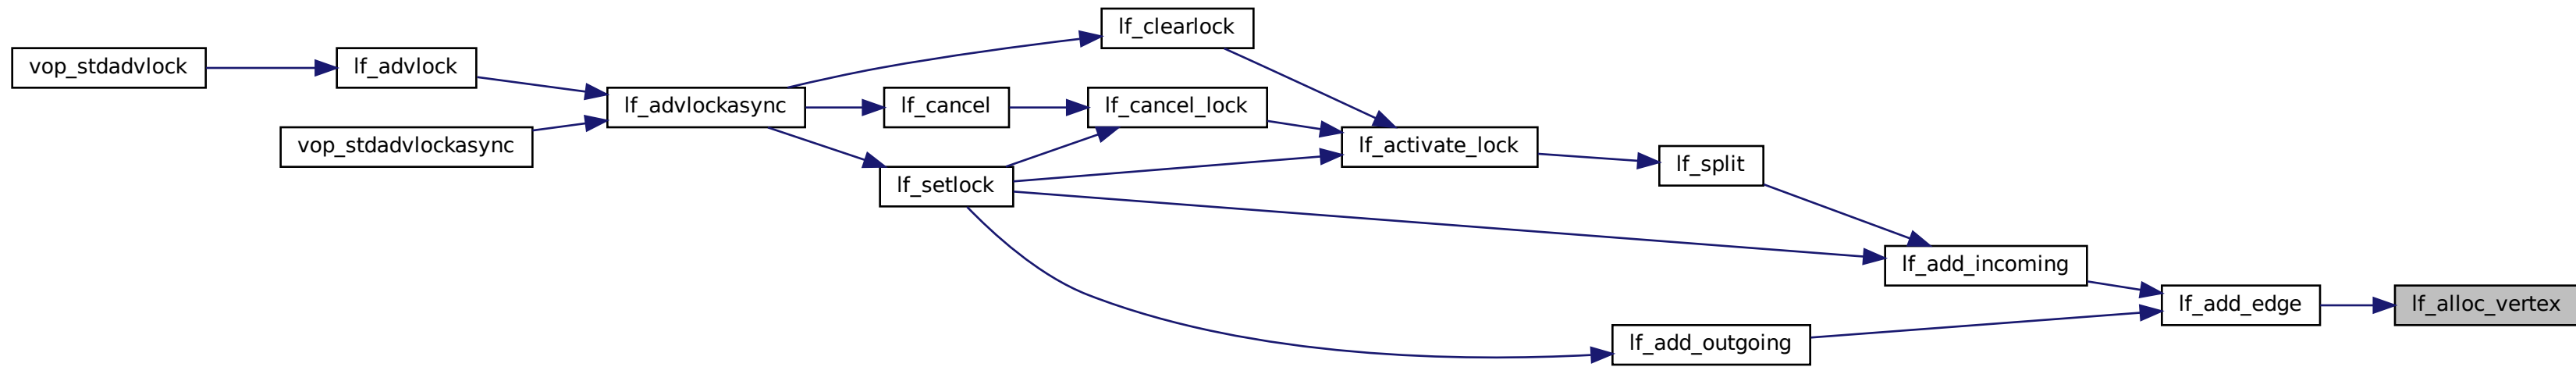 lf_clearlock
vop_stdadvlock
lf_advlock
lf_advlockasync
lf_cancel
lf_cancel_lock
vop_stdadvlockasync
lf_activate_lock
lf_split
lf_setlock
lf_add_incoming
lf_add_edge
lf_alloc_vertex
lf_add_outgoing